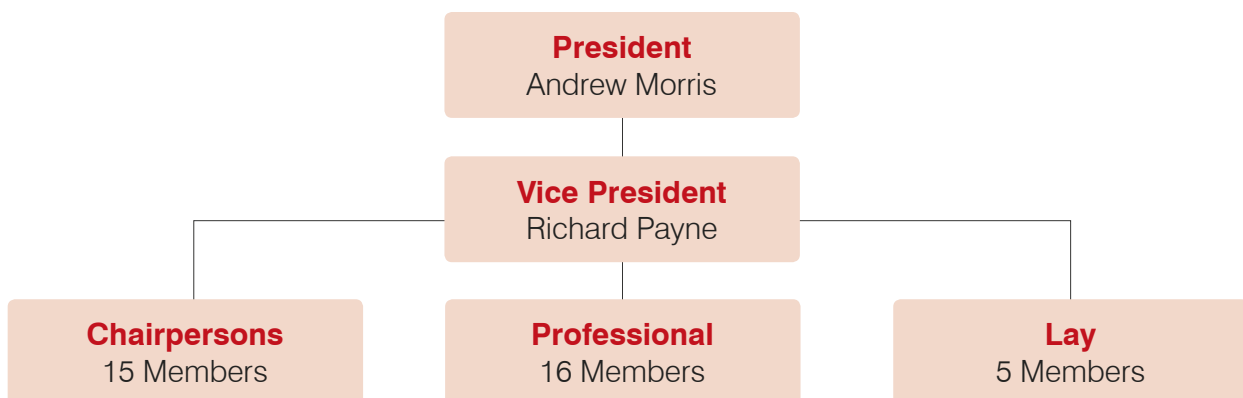 President
Andrew Morris
Vice President
Richard Payne
Chairpersons
15 Members
Professional
16 Members
Lay
5 Members